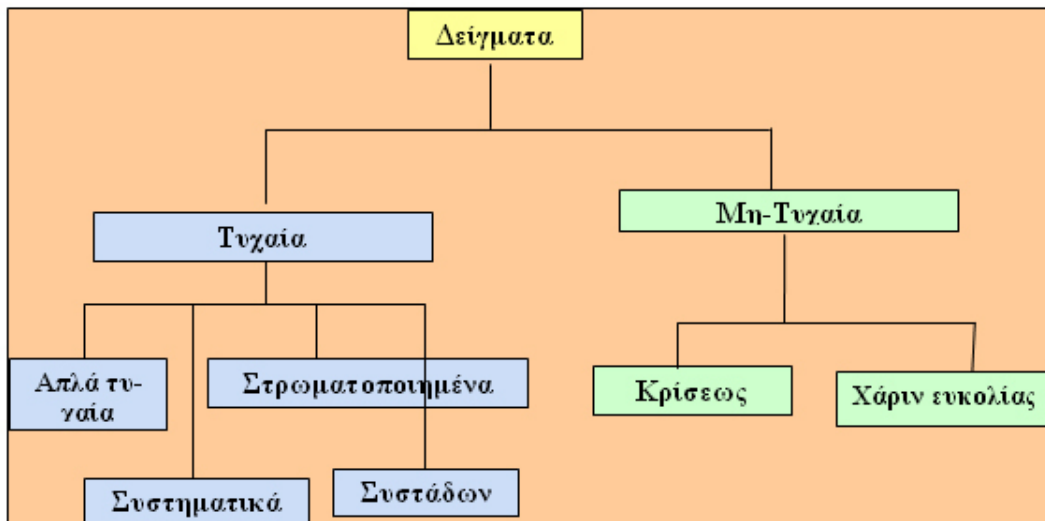 Δείγματα
Τυχαία
Μη-Τυχαία
Απλά τυ-
χαία
Στρωματοποιημένα
Κρίσεως
Χάριν ευκολίας
Συστηματικά
Συστάδων